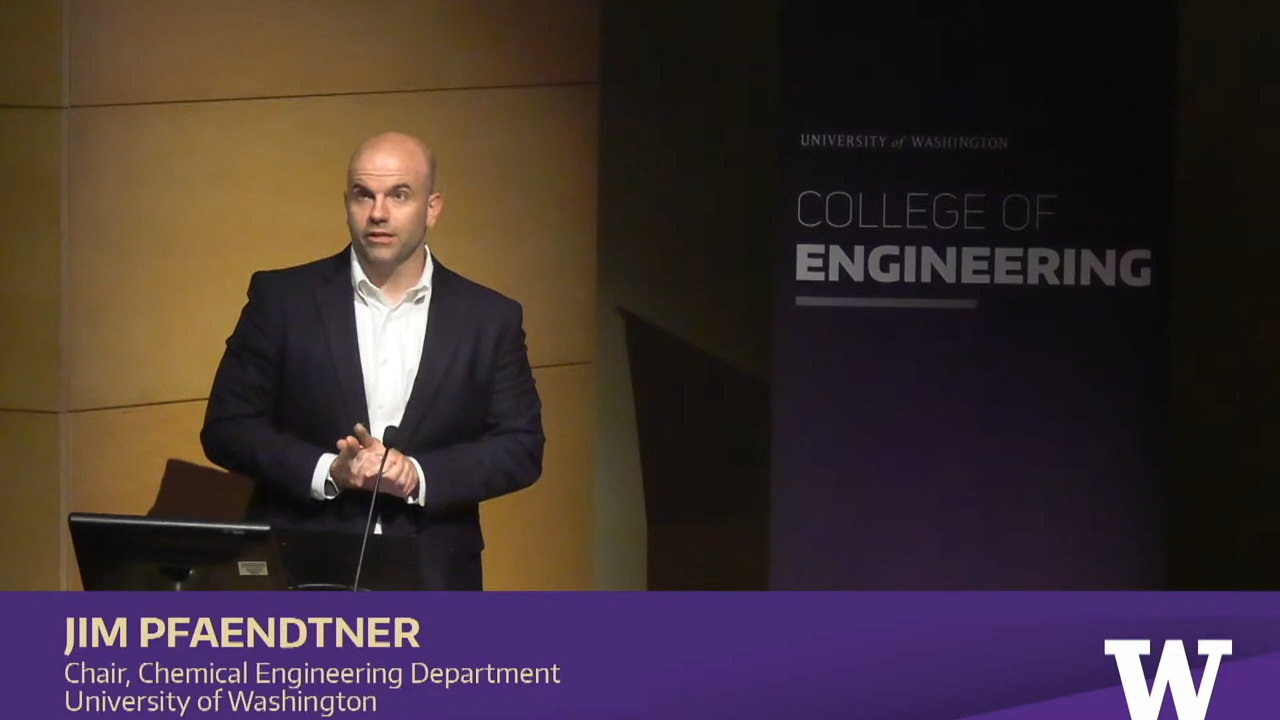 UNIVERSITY of WASHINGTON
COLLEGE OF
ENGINEERING
JIM PFAENDTNER
Chair, Chemical Engineering Department
University of Washington
W